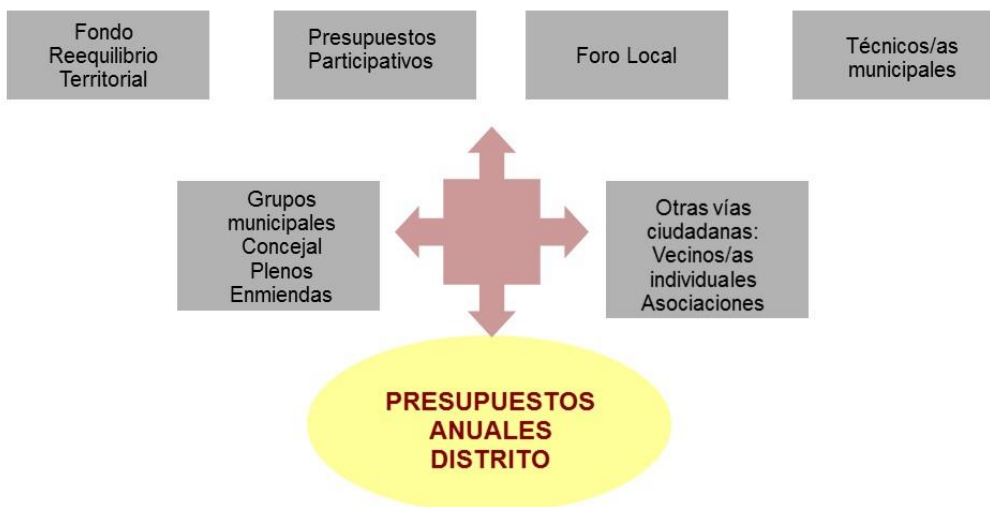 Fondo
Reequilibrio
Territorial
Presupuestos
Participativos
Foro Local
Técnicos/as
municipales
Grupos
municipales
Concejal
Plenos
Enmiendas
Otras vías
ciudadanas:
Vecinos/as
individuales
Asociaciones
PRESUPUESTOS
ANUALES
DISTRITO